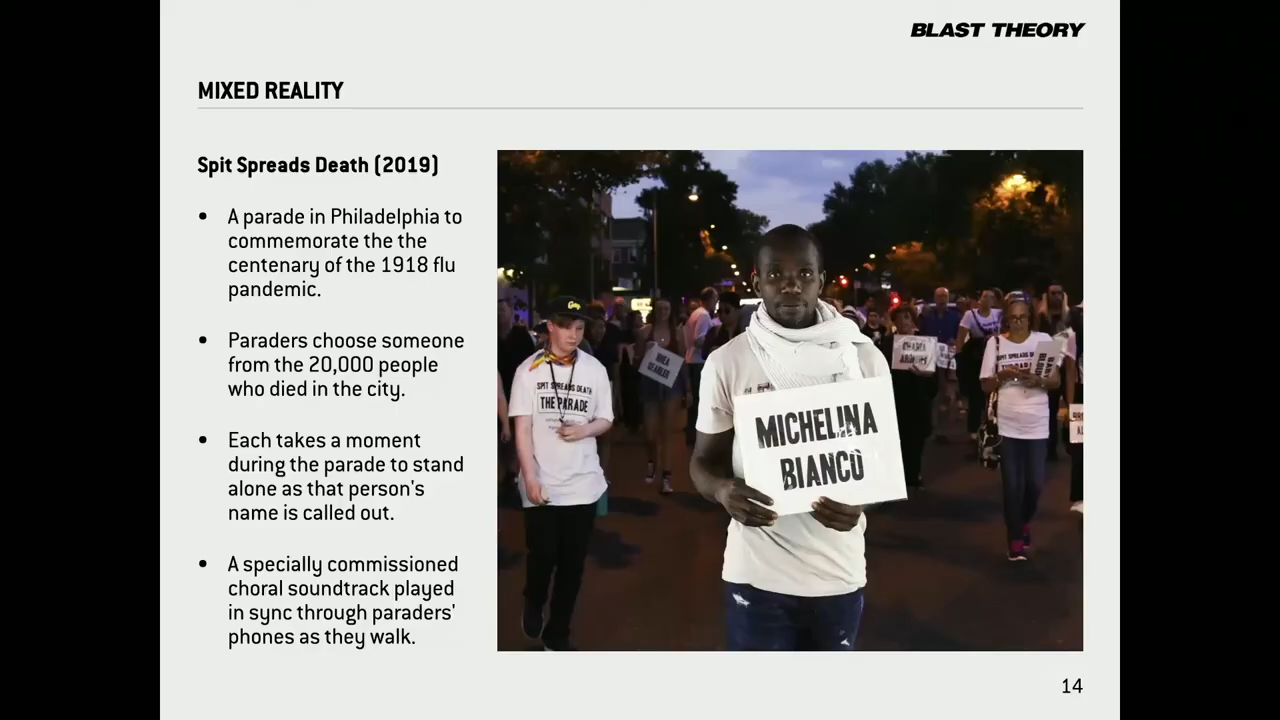 BLAST THEORY
MIXED REALITY
Spit Spreads Death (2019)
• A parade in Philadelphia to
commemorate the the
centenary of the 1918 flu
pandemic.
• Paraders choose someone
from the 20,000 people
who died in the city.
• Each takes a moment
during the parade to stand
alone as that person's
name is called out.
• A specially commissioned
choral soundtrack played
in sync through paraders'
phones as they walk.
SPIT SPREADS DEATH
THE PARADE
MICHELINA
BIANCO
14